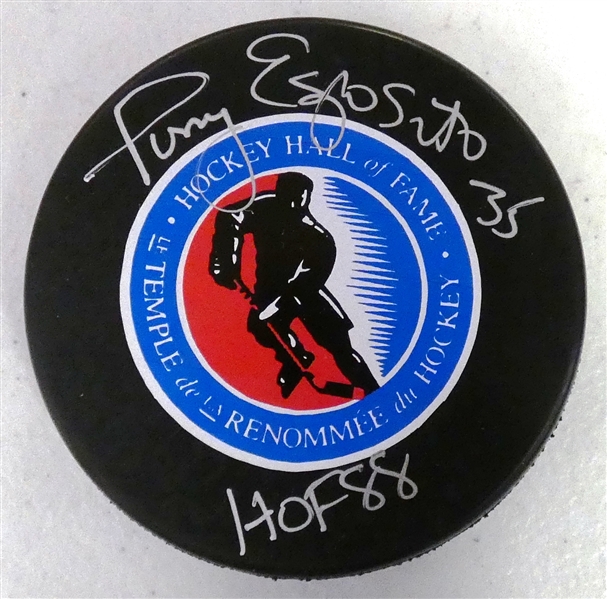 Tony Esposito 35
HOCKEY HALL of FAME
LE TEMPLE de LA RENOMMÉE du HOCKEY
HOF 88